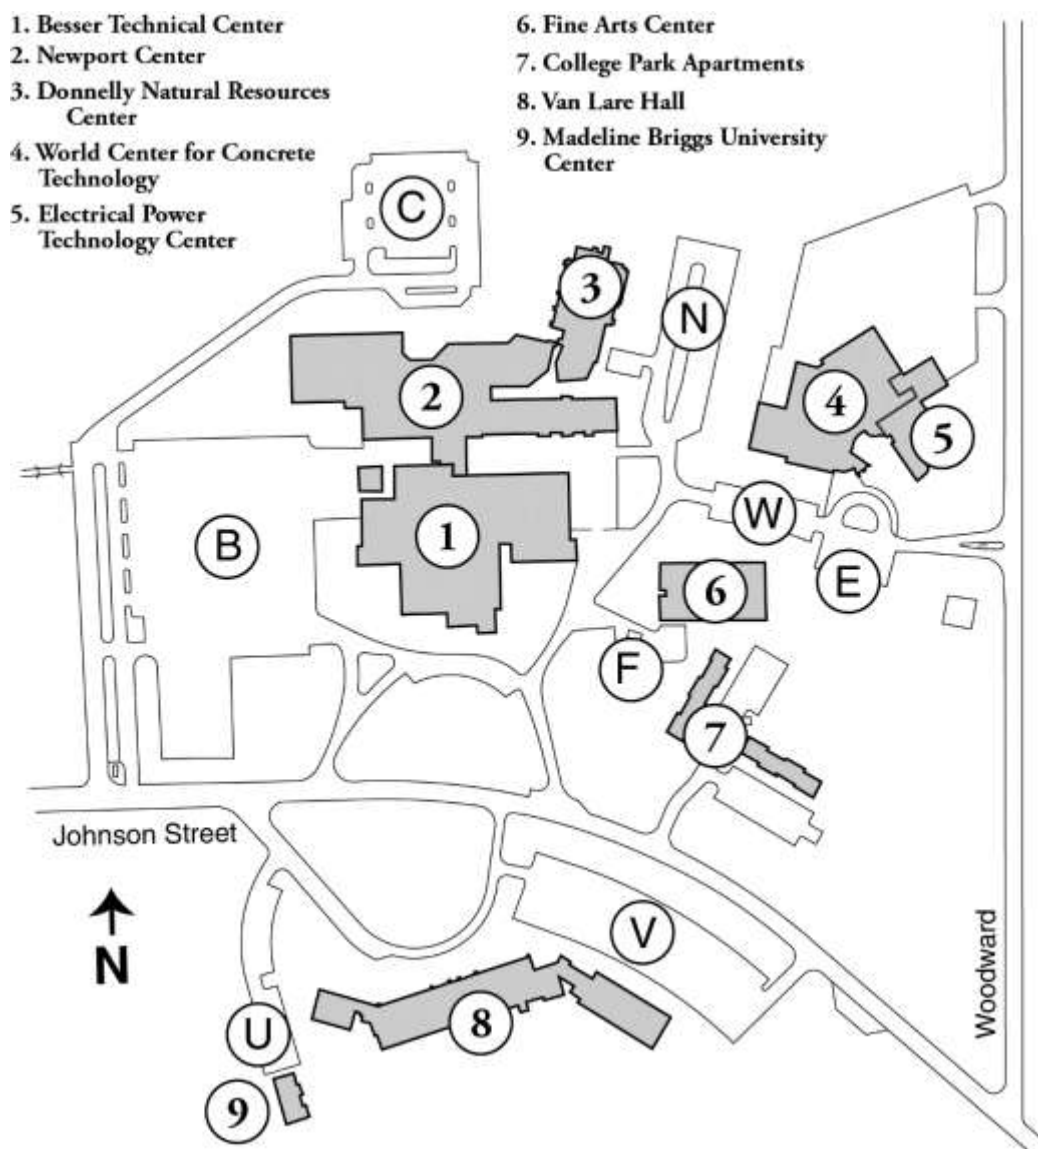 1. Besser Technical Center
2. Newport Center
3. Donnelly Natural Resources
Center
4. World Center for Concrete
Technology
5. Electrical Power
Technology Center
6. Fine Arts Center
7. College Park Apartments
8. Van Lare Hall
9. Madeline Briggs University
Center
C
3
N
2
4
5
B
1
W
E
6
F
7
Johnson Street
N
V
Woodward
U
8
9